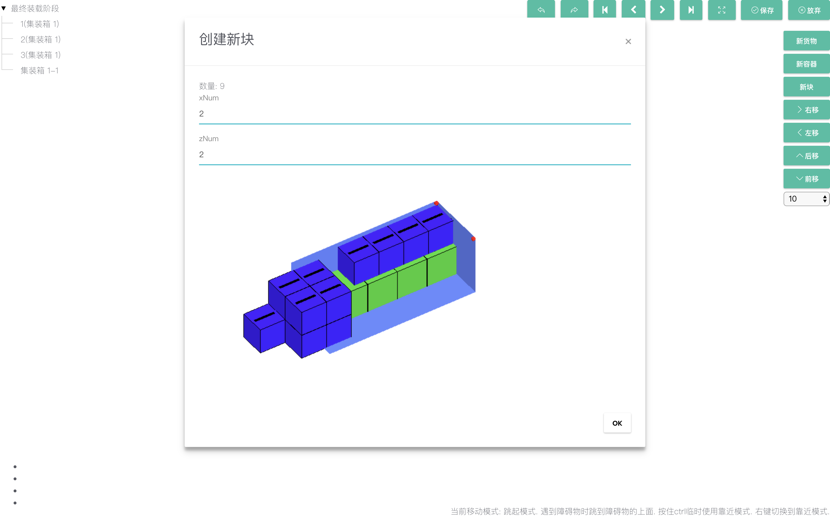 最终装载阶段
1(集装箱 1)
2(集装箱 1)
3(集装箱 1)
集装箱 1-1
保存
放弃
新货物
新容器
新块
右移
左移
后移
前移
10
创建新块
×
数量: 9
xNum
2
zNum
2
OK
当前移动模式: 跳起模式. 遇到障碍物时跳到障碍物的上面. 按住ctrl临时使用靠近模式. 右键切换到靠近模式.